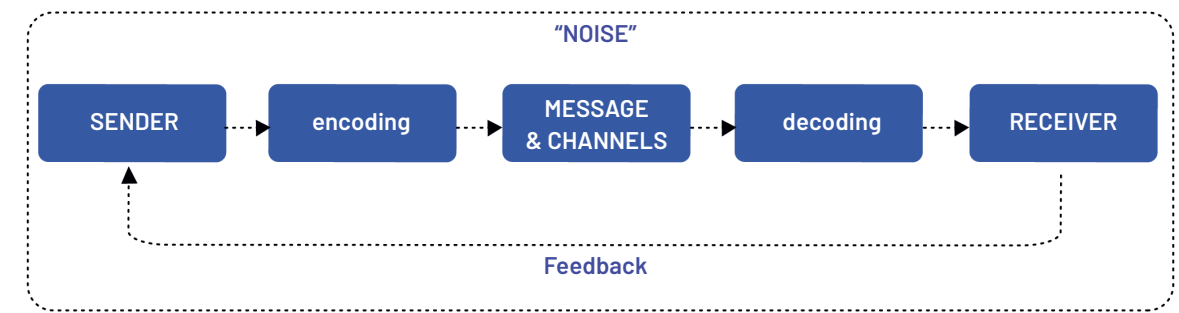 “NOISE”
SENDER
encoding
MESSAGE
& CHANNELS
decoding
RECEIVER
Feedback